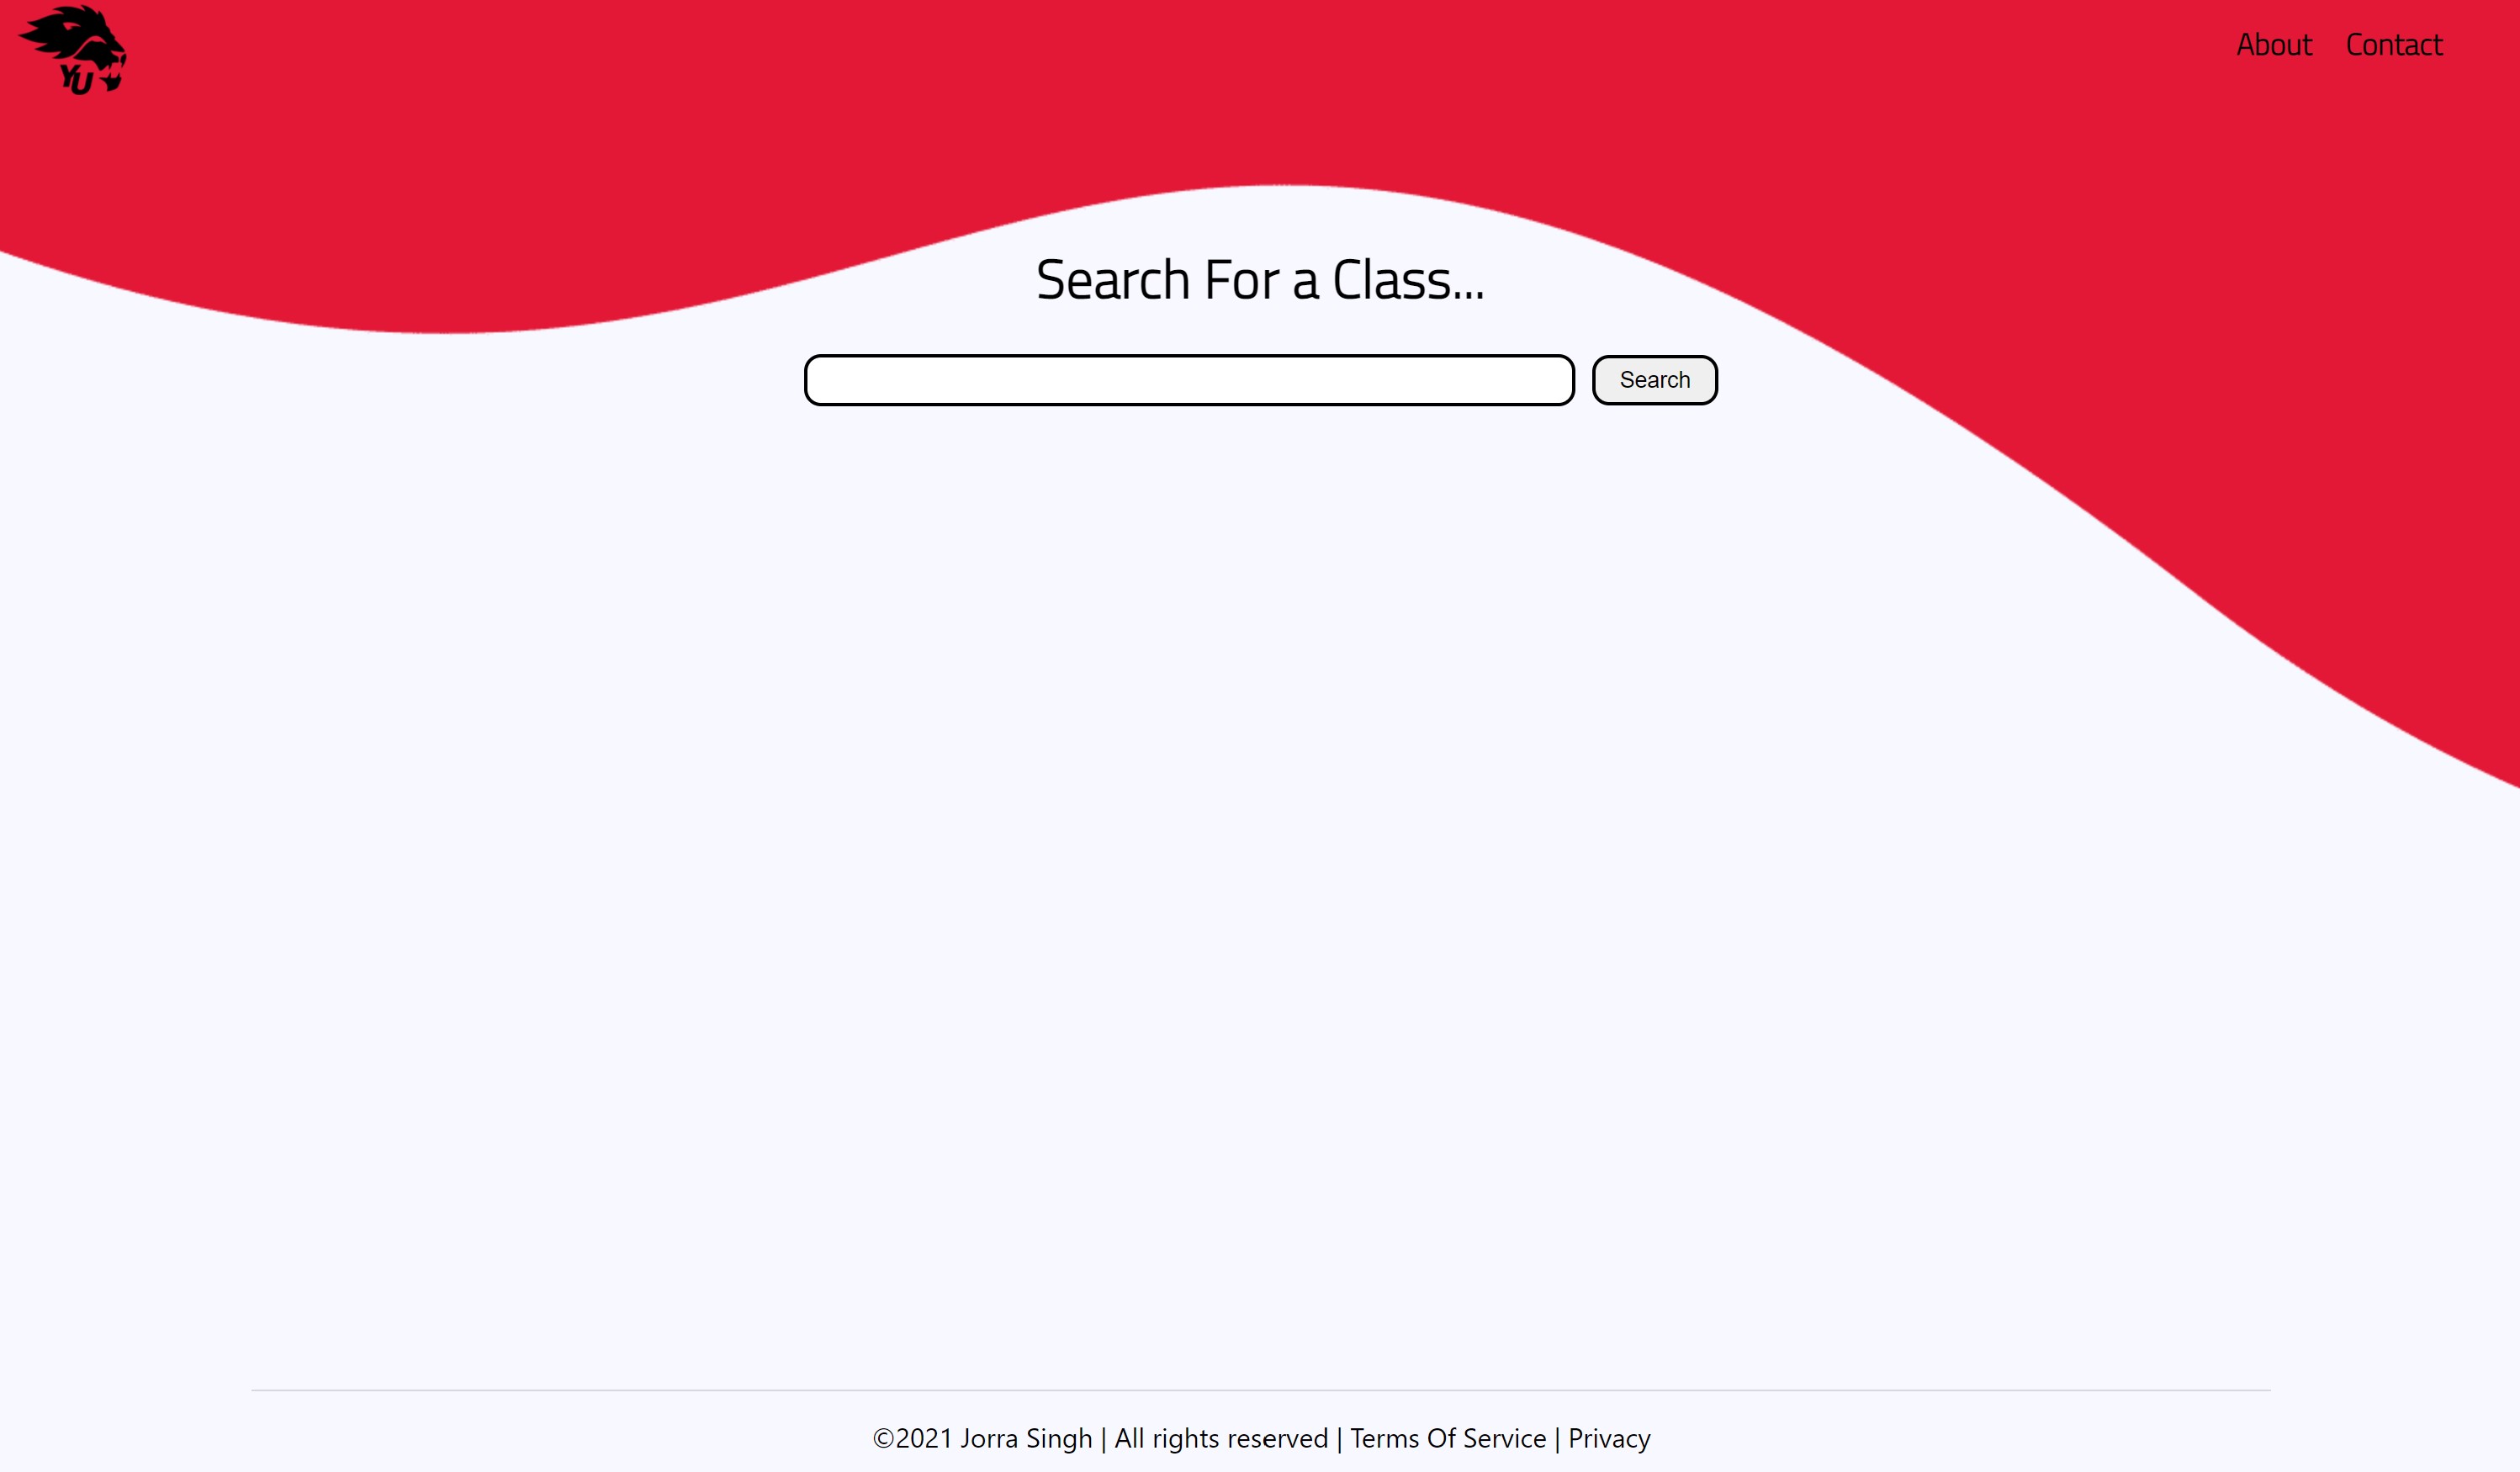 YU
About Contact
Search For a Class...
Search
©2021 Jorra Singh | All rights reserved | Terms Of Service | Privacy